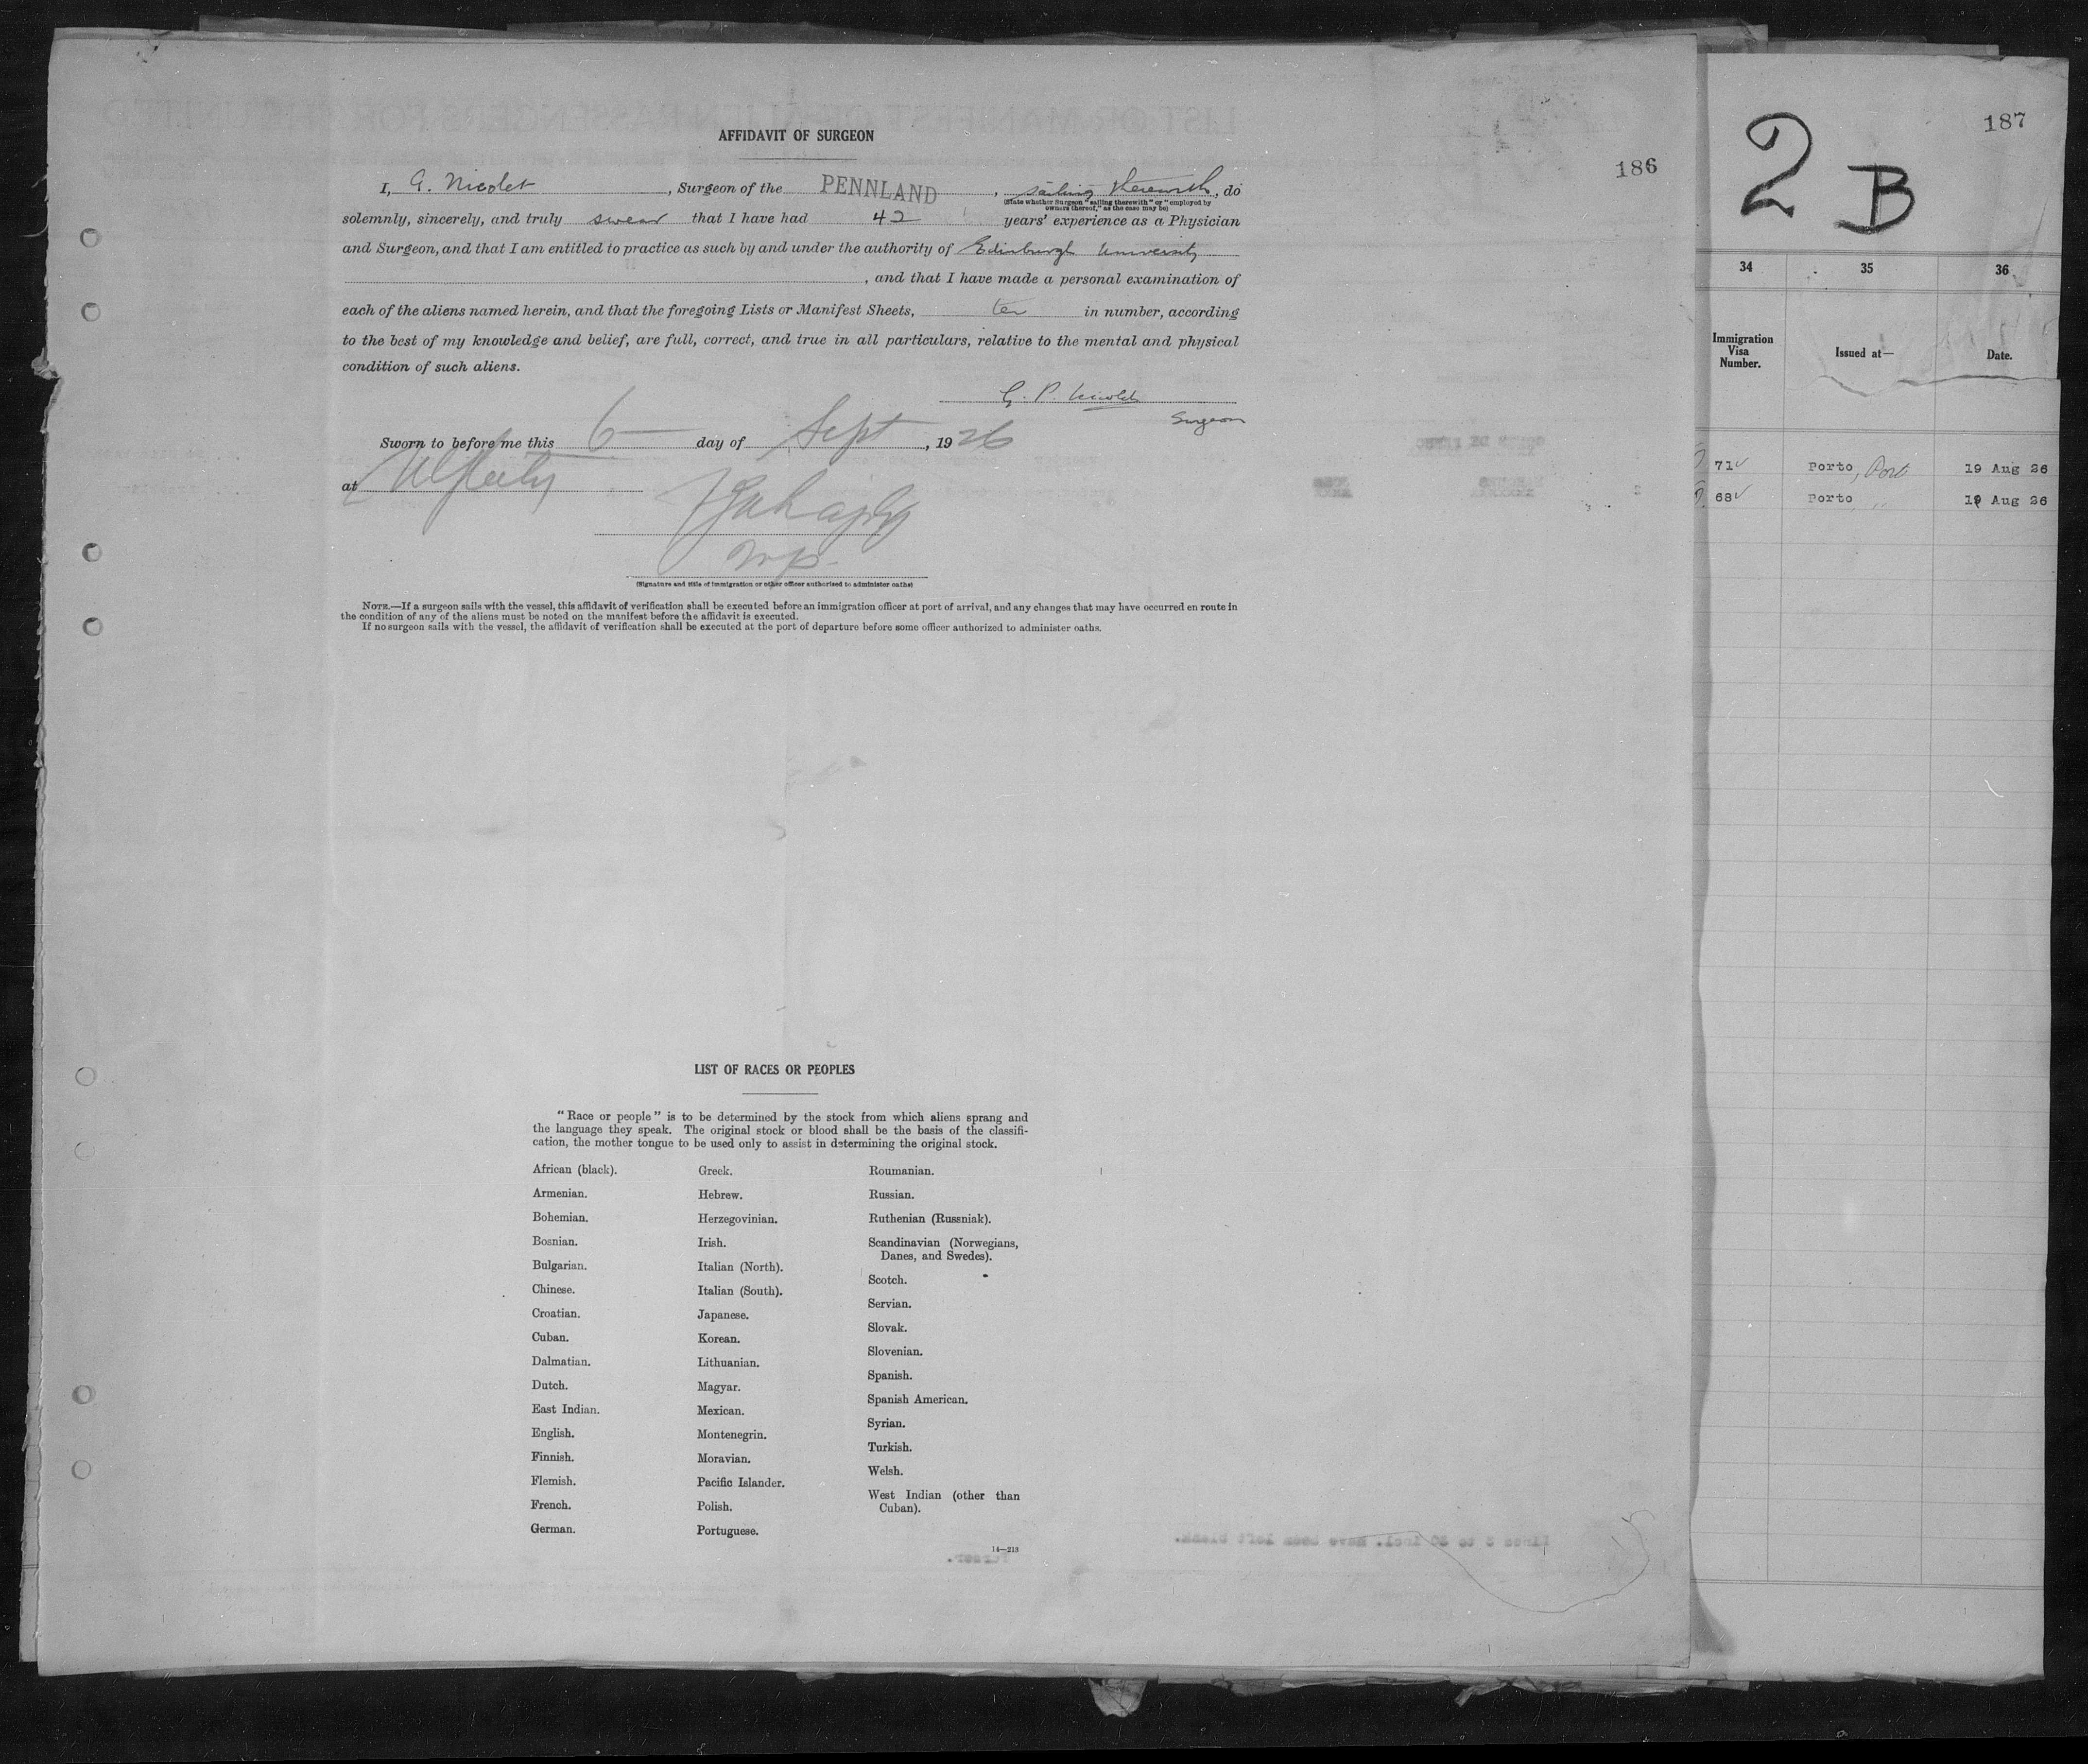 AFFIDAVIT OF SURGEON
186
I, G. Nicolet, Surgeon of the PENNLAND, sailing therewith, do
(State whether Surgeon "sailing therewith" or "employed by
owners thereof," as the case may be)
solemnly, sincerely, and truly swear that I have had 42 years' experience as a Physician
and Surgeon, and that I am entitled to practice as such by and under the authority of Edinburgh University
, and that I have made a personal examination of
each of the aliens named herein, and that the foregoing Lists or Manifest Sheets, ten in number, according
to the best of my knowledge and belief, are full, correct, and true in all particulars, relative to the mental and physical
condition of such aliens.
G. P. Nicolet
Surgeon
Sworn to before me this 6 day of Sept, 1926
at
(Signature and title of immigration or other officer authorized to administer oaths)
NOTE.—If a surgeon sails with the vessel, this affidavit of verification shall be executed before an immigration officer at port of arrival, and any changes that may have occurred en route in
the condition of any of the aliens must be noted on the manifest before the affidavit is executed.
If no surgeon sails with the vessel, the affidavit of verification shall be executed at the port of departure before some officer authorized to administer oaths.
LIST OF RACES OR PEOPLES
"Race or people" is to be determined by the stock from which aliens sprang and
the language they speak. The original stock or blood shall be the basis of the classifi-
cation, the mother tongue to be used only to assist in determining the original stock.
African (black).
Armenian.
Bohemian.
Bosnian.
Bulgarian.
Chinese.
Croatian.
Cuban.
Dalmatian.
Dutch.
East Indian.
English.
Finnish.
Flemish.
French.
German.
Greek.
Hebrew.
Herzegovinian.
Irish.
Italian (North).
Italian (South).
Japanese.
Korean.
Lithuanian.
Magyar.
Mexican.
Montenegrin.
Moravian.
Pacific Islander.
Polish.
Portuguese.
Roumanian.
Russian.
Ruthenian (Russniak).
Scandinavian (Norwegians,
Danes, and Swedes).
Scotch.
Servian.
Slovak.
Slovenian.
Spanish.
Spanish American.
Syrian.
Turkish.
Welsh.
West Indian (other than
Cuban).
14—213
187
2 B
34 35 36
Immigration
Visa
Number.
Issued at—
Date.
71 Porto, Port 19 Aug 26
68 Porto " 19 Aug 26